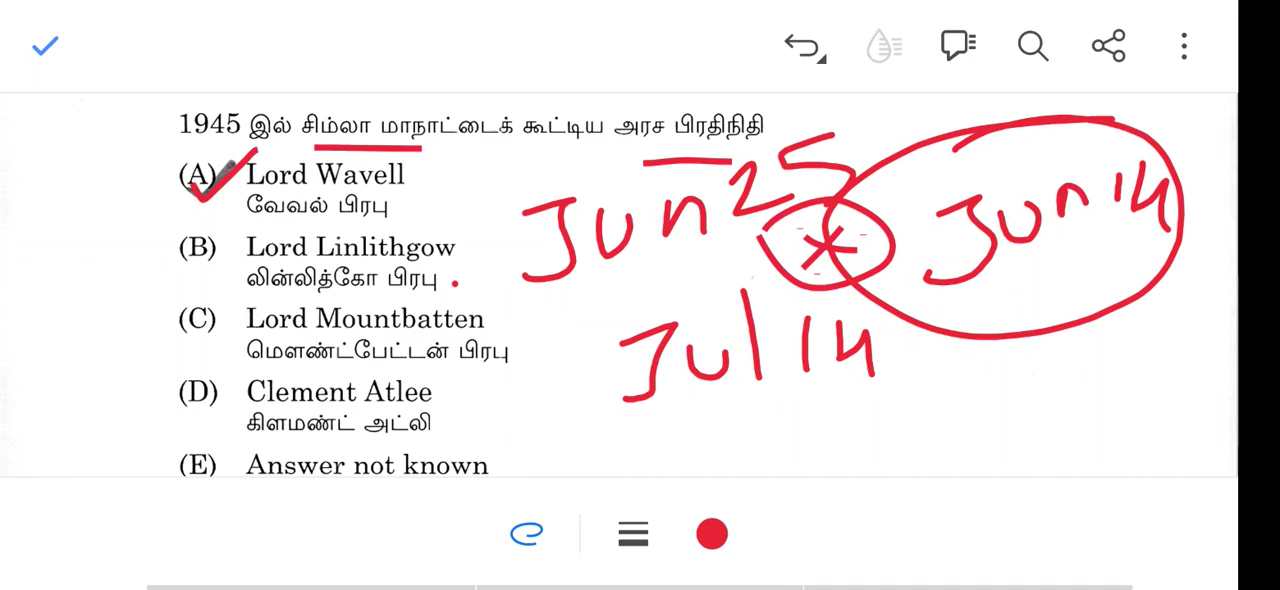 1945 இல் சிம்லா மாநாட்டைக் கூட்டிய அரச பிரதிநிதி
(A) Lord Wavell
வேவல் பிரபு
(B) Lord Linlithgow
லின்லித்கோ பிரபு
(C) Lord Mountbatten
மௌண்ட்பேட்டன் பிரபு
(D) Clement Atlee
கிளமண்ட் அட்லி
(E) Answer not known
Jun 25
Jun 14
Jul 14